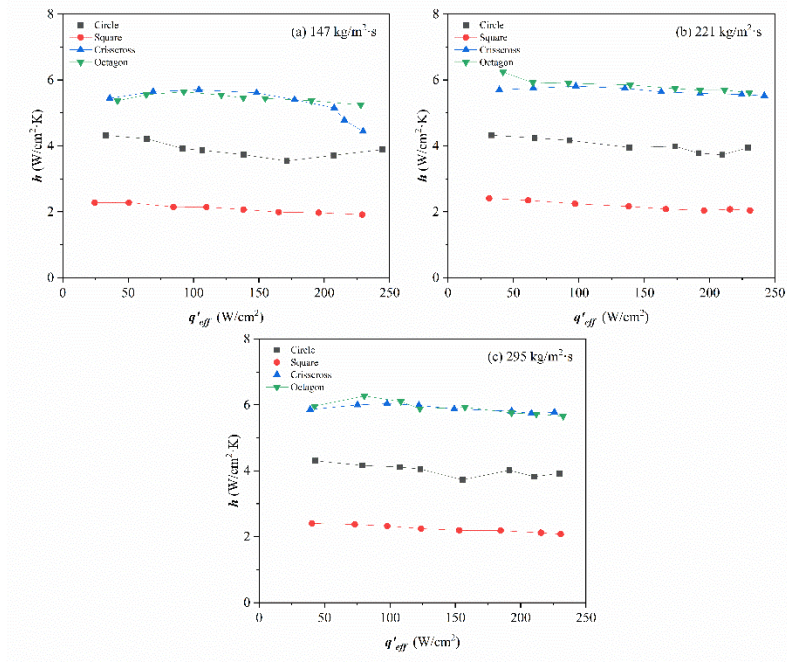 (a) 147 kg/m²·s
Circle
Square
Crisscross
Octagon
8
6
4
2
0
h (W/cm²·K)
0 50 100 150 200 250
q'eff (W/cm²)
(b) 221 kg/m²·s
Circle
Square
Crisscross
Octagon
8
6
4
2
0
h (W/cm²·K)
0 50 100 150 200 250
q'eff (W/cm²)
(c) 295 kg/m²·s
Circle
Square
Crisscross
Octagon
8
6
4
2
0
h (W/cm²·K)
0 50 100 150 200 250
q'eff (W/cm²)